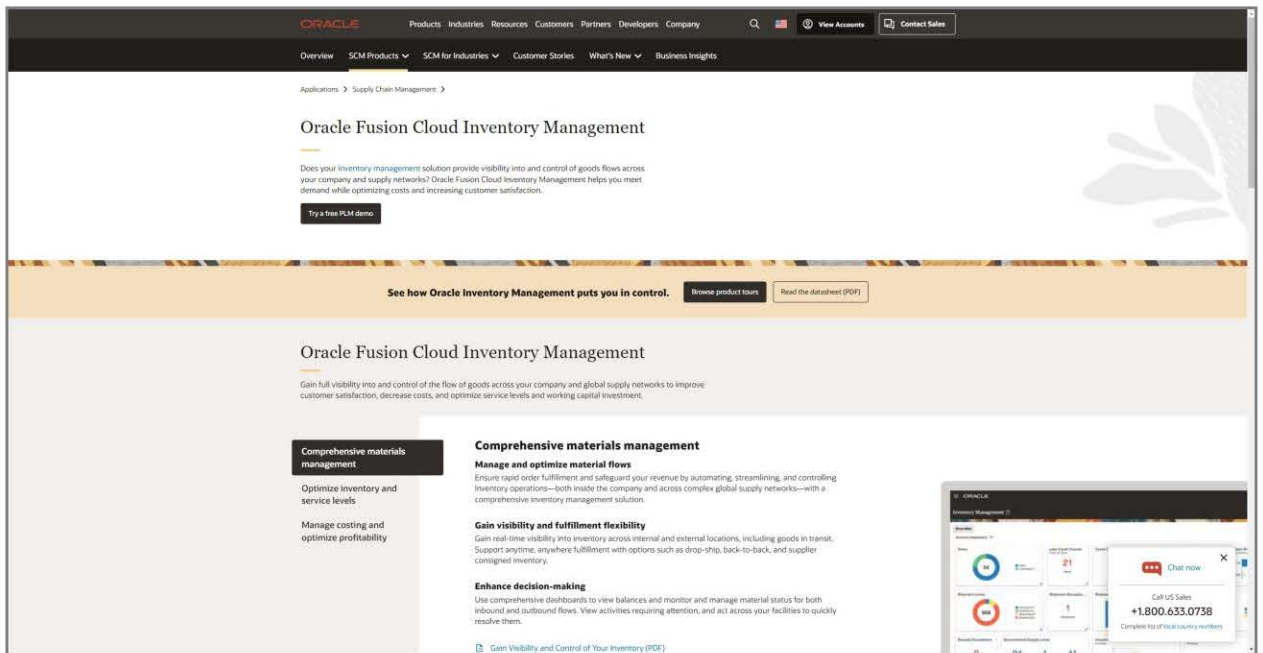 ORACLE
Products Industries Resources Customers Partners Developers Company
View Accounts
Contact Sales
Overview SCM Products SCM for Industries Customer Stories What's New Business Insights
Applications > Supply Chain Management >
Oracle Fusion Cloud Inventory Management
Does your inventory management solution provide visibility into and control of goods flows across
your company and supply networks? Oracle Fusion Cloud Inventory Management helps you meet
demand while optimizing costs and increasing customer satisfaction.
Try a free PLM demo
See how Oracle Inventory Management puts you in control.
Browse product tours
Read the datasheet (PDF)
Oracle Fusion Cloud Inventory Management
Gain full visibility into and control of the flow of goods across your company and global supply networks to improve
customer satisfaction, decrease costs, and optimize service levels and working capital investment.
Comprehensive materials
management
Optimize inventory and
service levels
Manage costing and
optimize profitability
Comprehensive materials management
Manage and optimize material flows
Ensure rapid order fulfillment and safeguard your revenue by automating, streamlining, and controlling
inventory operations—both inside the company and across complex global supply networks—with a
comprehensive inventory management solution.
Gain visibility and fulfillment flexibility
Gain real-time visibility into inventory across internal and external locations, including goods in transit.
Support anytime, anywhere fulfillment with options such as drop-ship, back-to-back, and supplier
consigned inventory.
Enhance decision-making
Use comprehensive dashboards to view balances and monitor and manage material status for both
inbound and outbound flows. View activities requiring attention, and act across your facilities to quickly
resolve them.
Gain Visibility and Control of Your Inventory (PDF)
ORACLE
Inventory Management
21
1
Chat now
Call US Sales
+1.800.633.0738
Complete list of local country numbers